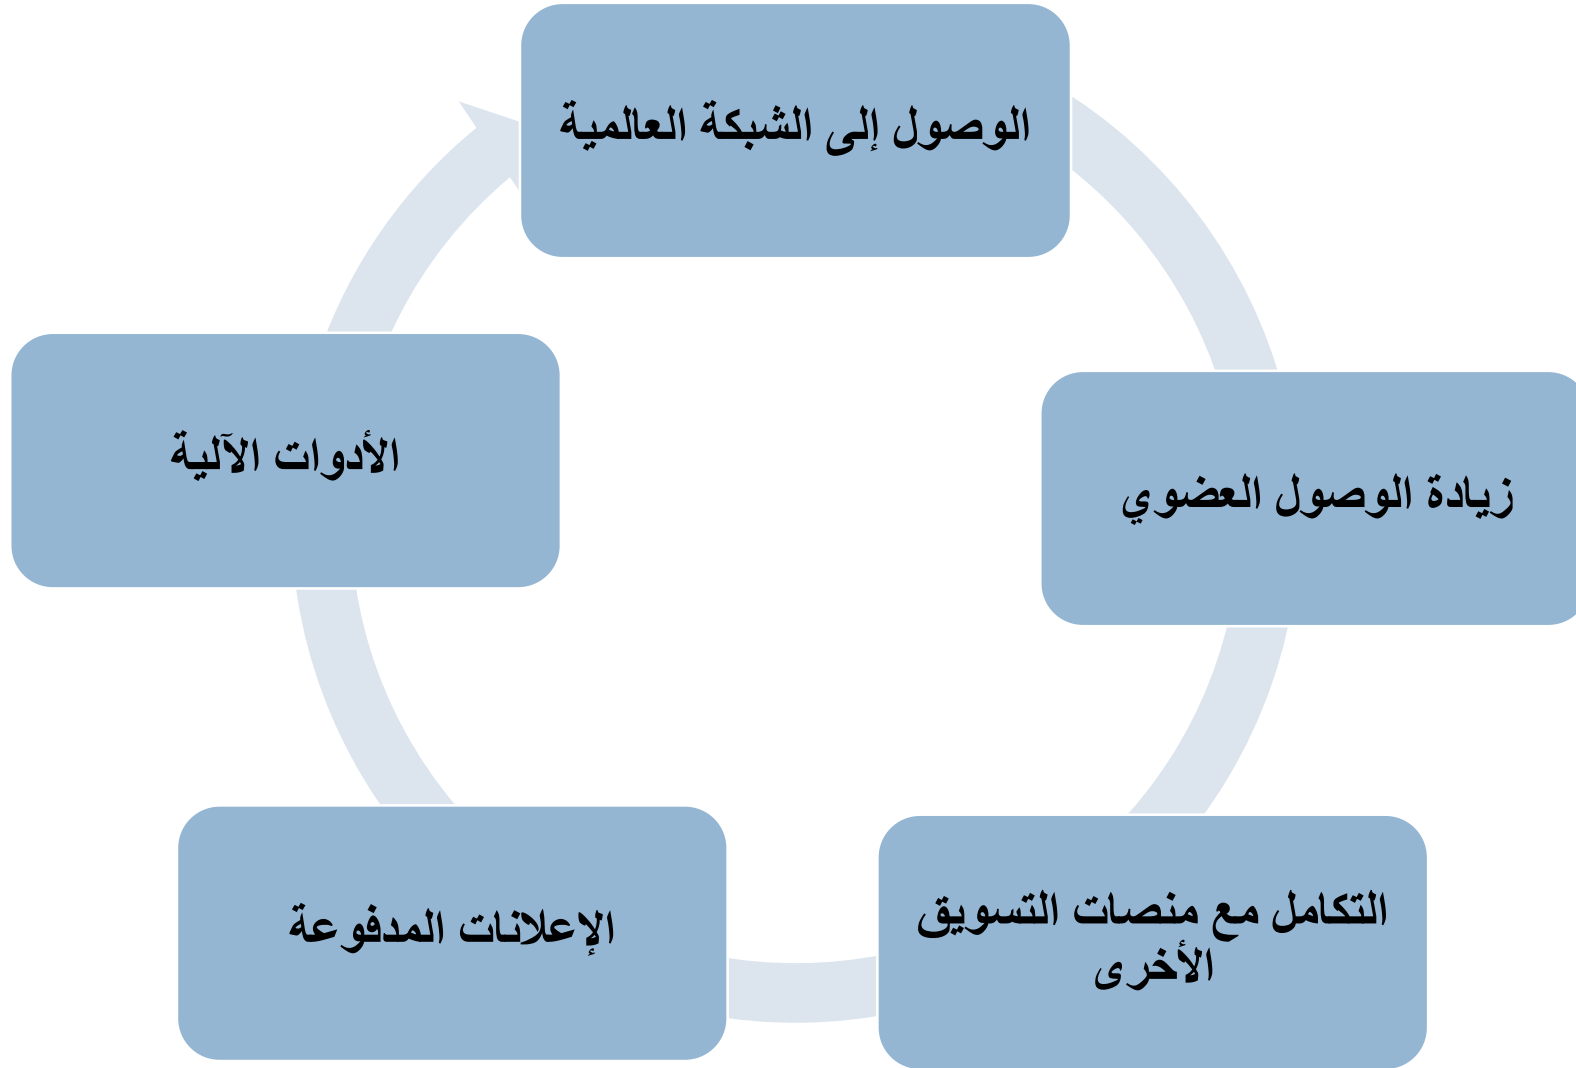 الوصول إلى الشبكة العالمية
زيادة الوصول العضوي
التكامل مع منصات التسويق
الأخرى
الإعلانات المدفوعة
الأدوات الآلية